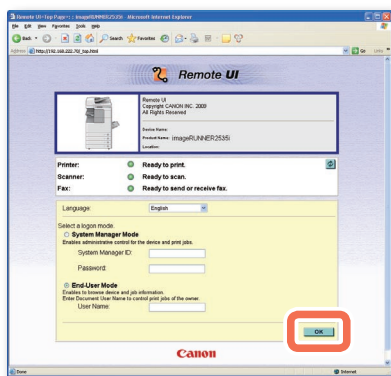 Remote UI-Top Page<: : imageRUNNER2535i - Microsoft Internet Explorer
File Edit View Favorites Tools Help
Back Search Favorites
Address http://192.168.222.70/_top.html Go Links
Remote UI
Remote UI
Copyright CANON INC. 2009
All Rights Reserved
Device Name:
Product Name: imageRUNNER2535i
Location:
Printer: Ready to print.
Scanner: Ready to scan.
Fax: Ready to send or receive fax.
Language: English
Select a logon mode.
System Manager Mode
Enables administrative control for the device and print jobs.
System Manager ID:
Password:
End-User Mode
Enables to browse device and job information.
Enter Document User Name to control print jobs of the owner.
User Name:
OK
Canon
Done Internet